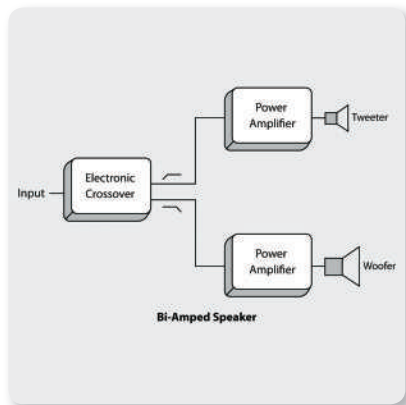 Power
Amplifier
Tweeter
Electronic
Crossover
Input
Power
Amplifier
Woofer
Bi-Amped Speaker